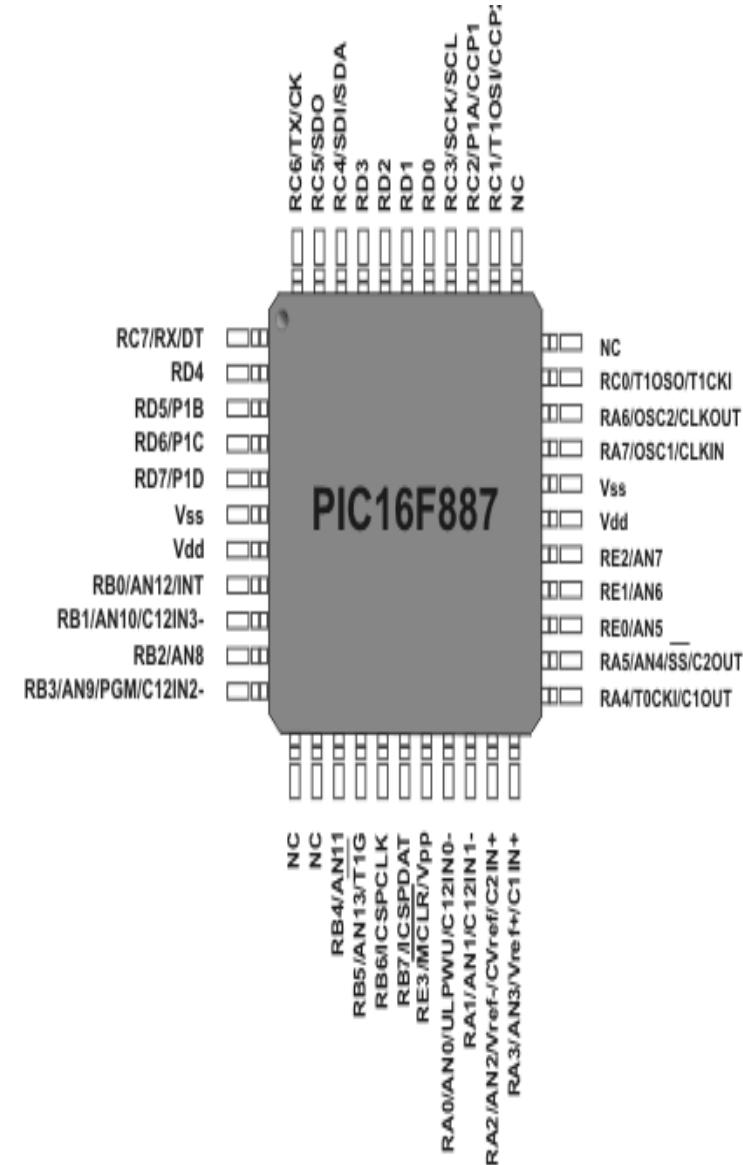 RC6/TX/CK
RC5/SDO
RC4/SDI/SDA
RD3
RD2
RD1
RD0
RC3/SCK/SCL
RC2/P1A/CCP1
RC1/T1OSI/CCP2
NC
RC7/RX/DT
RD4
RD5/P1B
RD6/P1C
RD7/P1D
Vss
Vdd
RB0/AN12/INT
RB1/AN10/C12IN3-
RB2/AN8
RB3/AN9/PGM/C12IN2-
PIC16F887
NC
RC0/T1OSO/T1CKI
RA6/OSC2/CLKOUT
RA7/OSC1/CLKIN
Vss
Vdd
RE2/AN7
RE1/AN6
RE0/AN5
RA5/AN4/SS/C2OUT
RA4/T0CKI/C1OUT
NC
NC
RB4/AN11
RB5/AN13/T1G
RB6/ICSPCLK
RB7/ICSPDAT
RE3/MCLR/Vpp
RA0/AN0/ULPWU/C12IN0-
RA1/AN1/C12IN1-
RA2/AN2/Vref-/CVref/C2IN+
RA3/AN3/Vref+/C1IN+